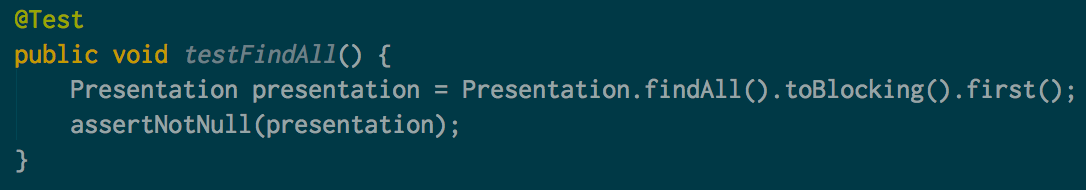 @Test
public void testFindAll() {
    Presentation presentation = Presentation.findAll().toBlocking().first();
    assertNotNull(presentation);
}